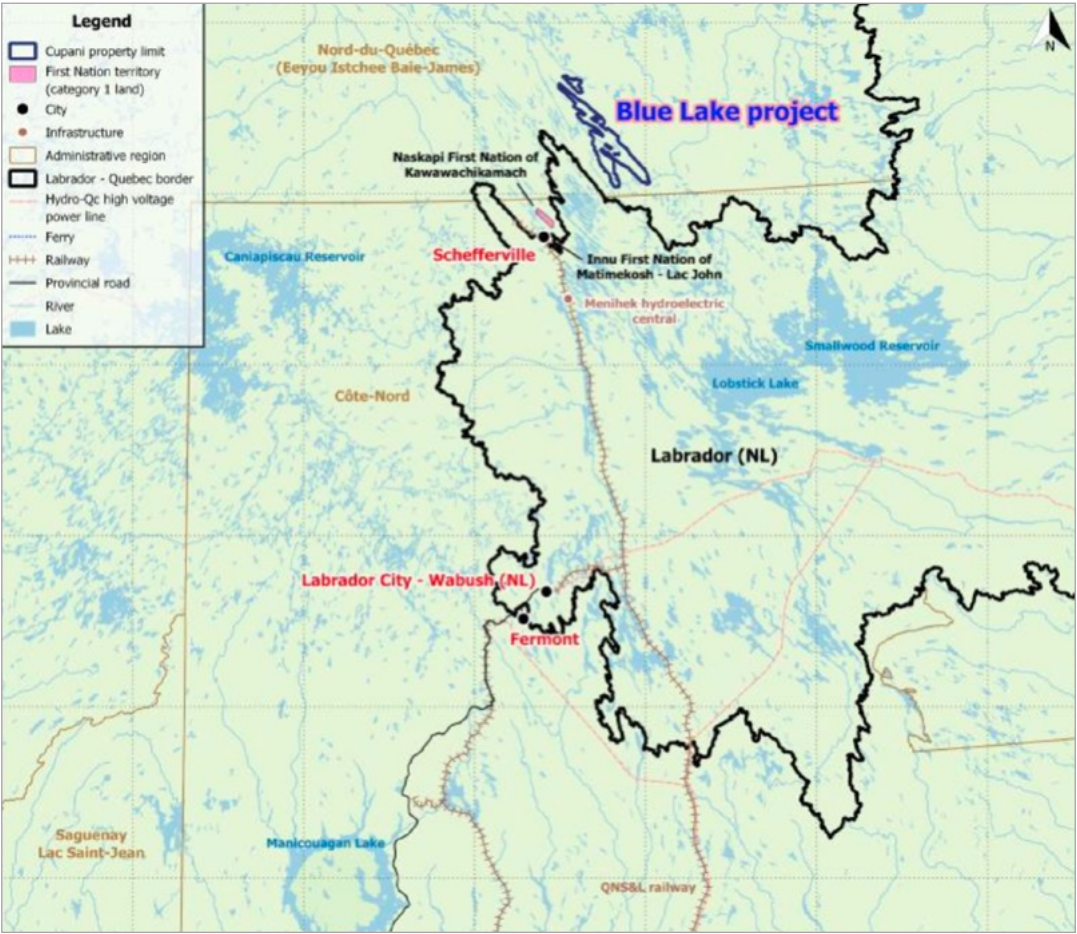 Legend
Cupani property limit
First Nation territory
(category 1 land)
City
Infrastructure
Administrative region
Labrador - Quebec border
Hydro-Qc high voltage
power line
Ferry
Railway
Provincial road
River
Lake
N
Nord-du-Québec
(Eeyou Istchee Baie-James)
Blue Lake project
Naskapi First Nation of
Kawawachikamach
Caniapiscau Reservoir
Schefferville
Innu First Nation of
Matimekosh - Lac John
Menihek hydroelectric
central
Smallwood Reservoir
Lobstick Lake
Côte-Nord
Labrador (NL)
Labrador City - Wabush (NL)
Fermont
Saguenay
Lac Saint-Jean
Manicouagan Lake
QNS&L railway